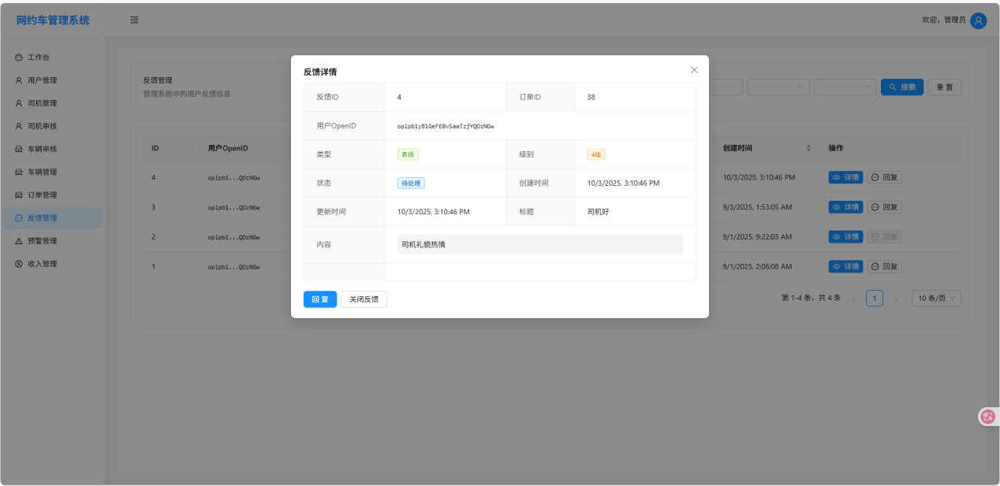 网约车管理系统
欢迎，管理员
工作台
用户管理
司机管理
司机审核
车辆审核
车辆管理
订单管理
反馈管理
预警管理
收入管理
反馈管理
管理系统中的用户反馈信息
搜索 重置
ID 用户OpenID 创建时间 操作
4 oplpb1...QOzNGw 10/3/2025, 3:10:46 PM 详情 回复
3 oplpb1...QOzNGw 9/3/2025, 1:53:05 AM 详情 回复
2 oplpb1...QOzNGw 9/1/2025, 9:22:03 AM 详情 回复
1 oplpb1...QOzNGw 9/1/2025, 2:06:08 AM 详情 回复
第 1-4 条，共 4 条 1 10 条/页
反馈详情
反馈ID 4 订单ID 38
用户OpenID oplpb1yB1GeFE0vSaaTzjYQOzNGw
类型 表扬 级别 4级
状态 待处理 创建时间 10/3/2025, 3:10:46 PM
更新时间 10/3/2025, 3:10:46 PM 标题 司机好
内容 司机礼貌热情
回复 关闭反馈